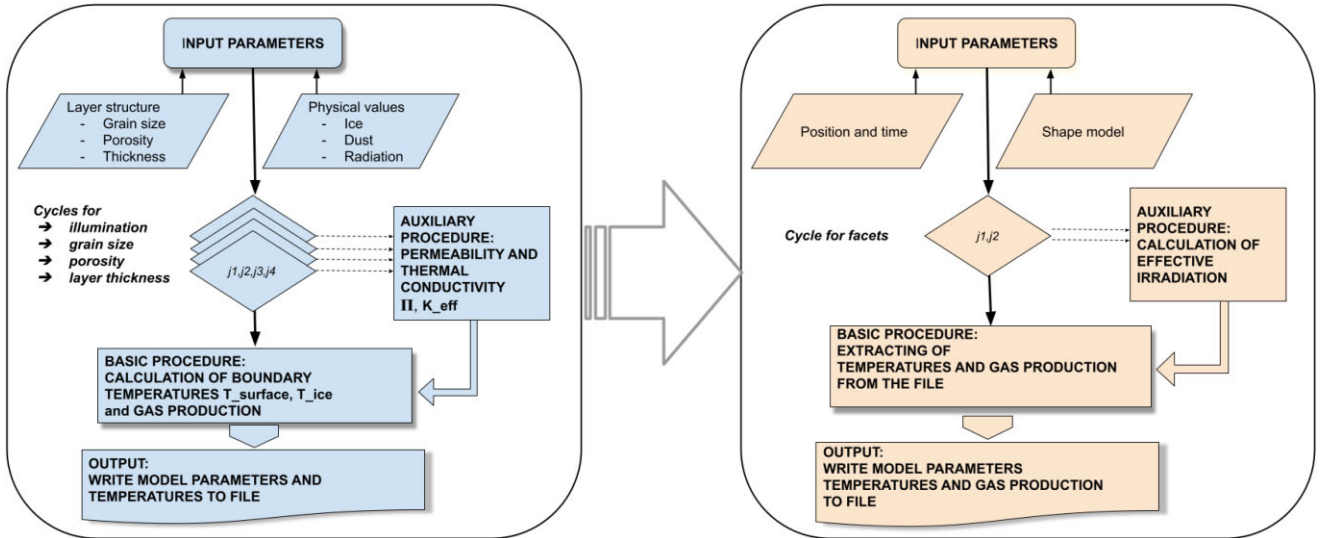 INPUT PARAMETERS
Layer structure
- Grain size
- Porosity
- Thickness
Physical values
- Ice
- Dust
- Radiation
Cycles for
➔ illumination
➔ grain size
➔ porosity
➔ layer thickness
j1,j2,j3,j4
AUXILIARY
PROCEDURE:
PERMEABILITY AND
THERMAL
CONDUCTIVITY
Π, K_eff
BASIC PROCEDURE:
CALCULATION OF BOUNDARY
TEMPERATURES T_surface, T_ice
and GAS PRODUCTION
OUTPUT:
WRITE MODEL PARAMETERS AND
TEMPERATURES TO FILE
INPUT PARAMETERS
Position and time
Shape model
Cycle for facets
j1,j2
AUXILIARY
PROCEDURE:
CALCULATION OF
EFFECTIVE
IRRADIATION
BASIC PROCEDURE:
EXTRACTING OF
TEMPERATURES AND GAS PRODUCTION
FROM THE FILE
OUTPUT:
WRITE MODEL PARAMETERS
TEMPERATURES AND GAS PRODUCTION
TO FILE